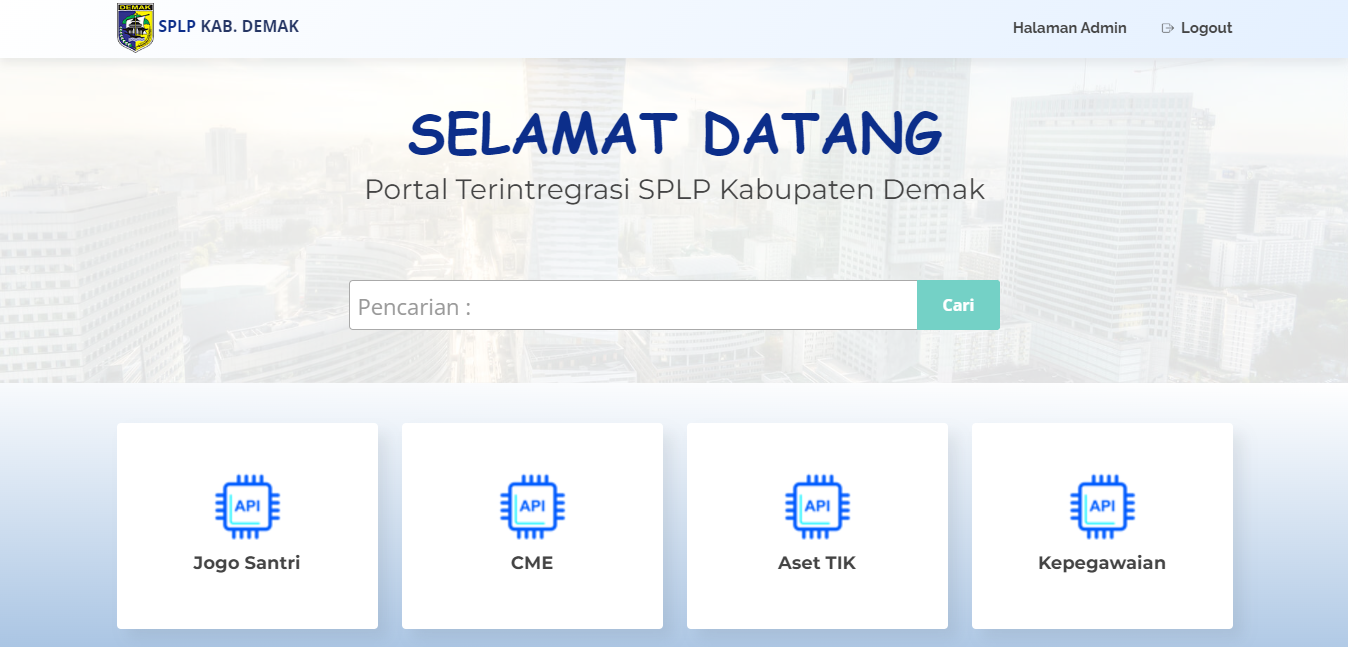 DEMAK
SPLP KAB. DEMAK
Halaman Admin
Logout
SELAMAT DATANG
Portal Terintregrasi SPLP Kabupaten Demak
Pencarian :
Cari
API
API
API
API
Jogo Santri
CME
Aset TIK
Kepegawaian